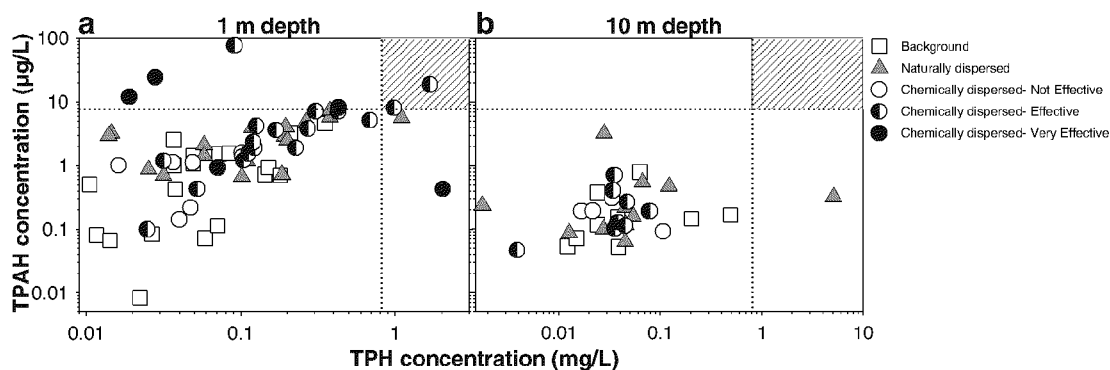 a
1 m depth
b
10 m depth
TPAH concentration (µg/L)
100
10
1
0.1
0.01
0.01
0.1
1
0.01
0.1
1
10
TPH concentration (mg/L)
Background
Naturally dispersed
Chemically dispersed- Not Effective
Chemically dispersed- Effective
Chemically dispersed- Very Effective